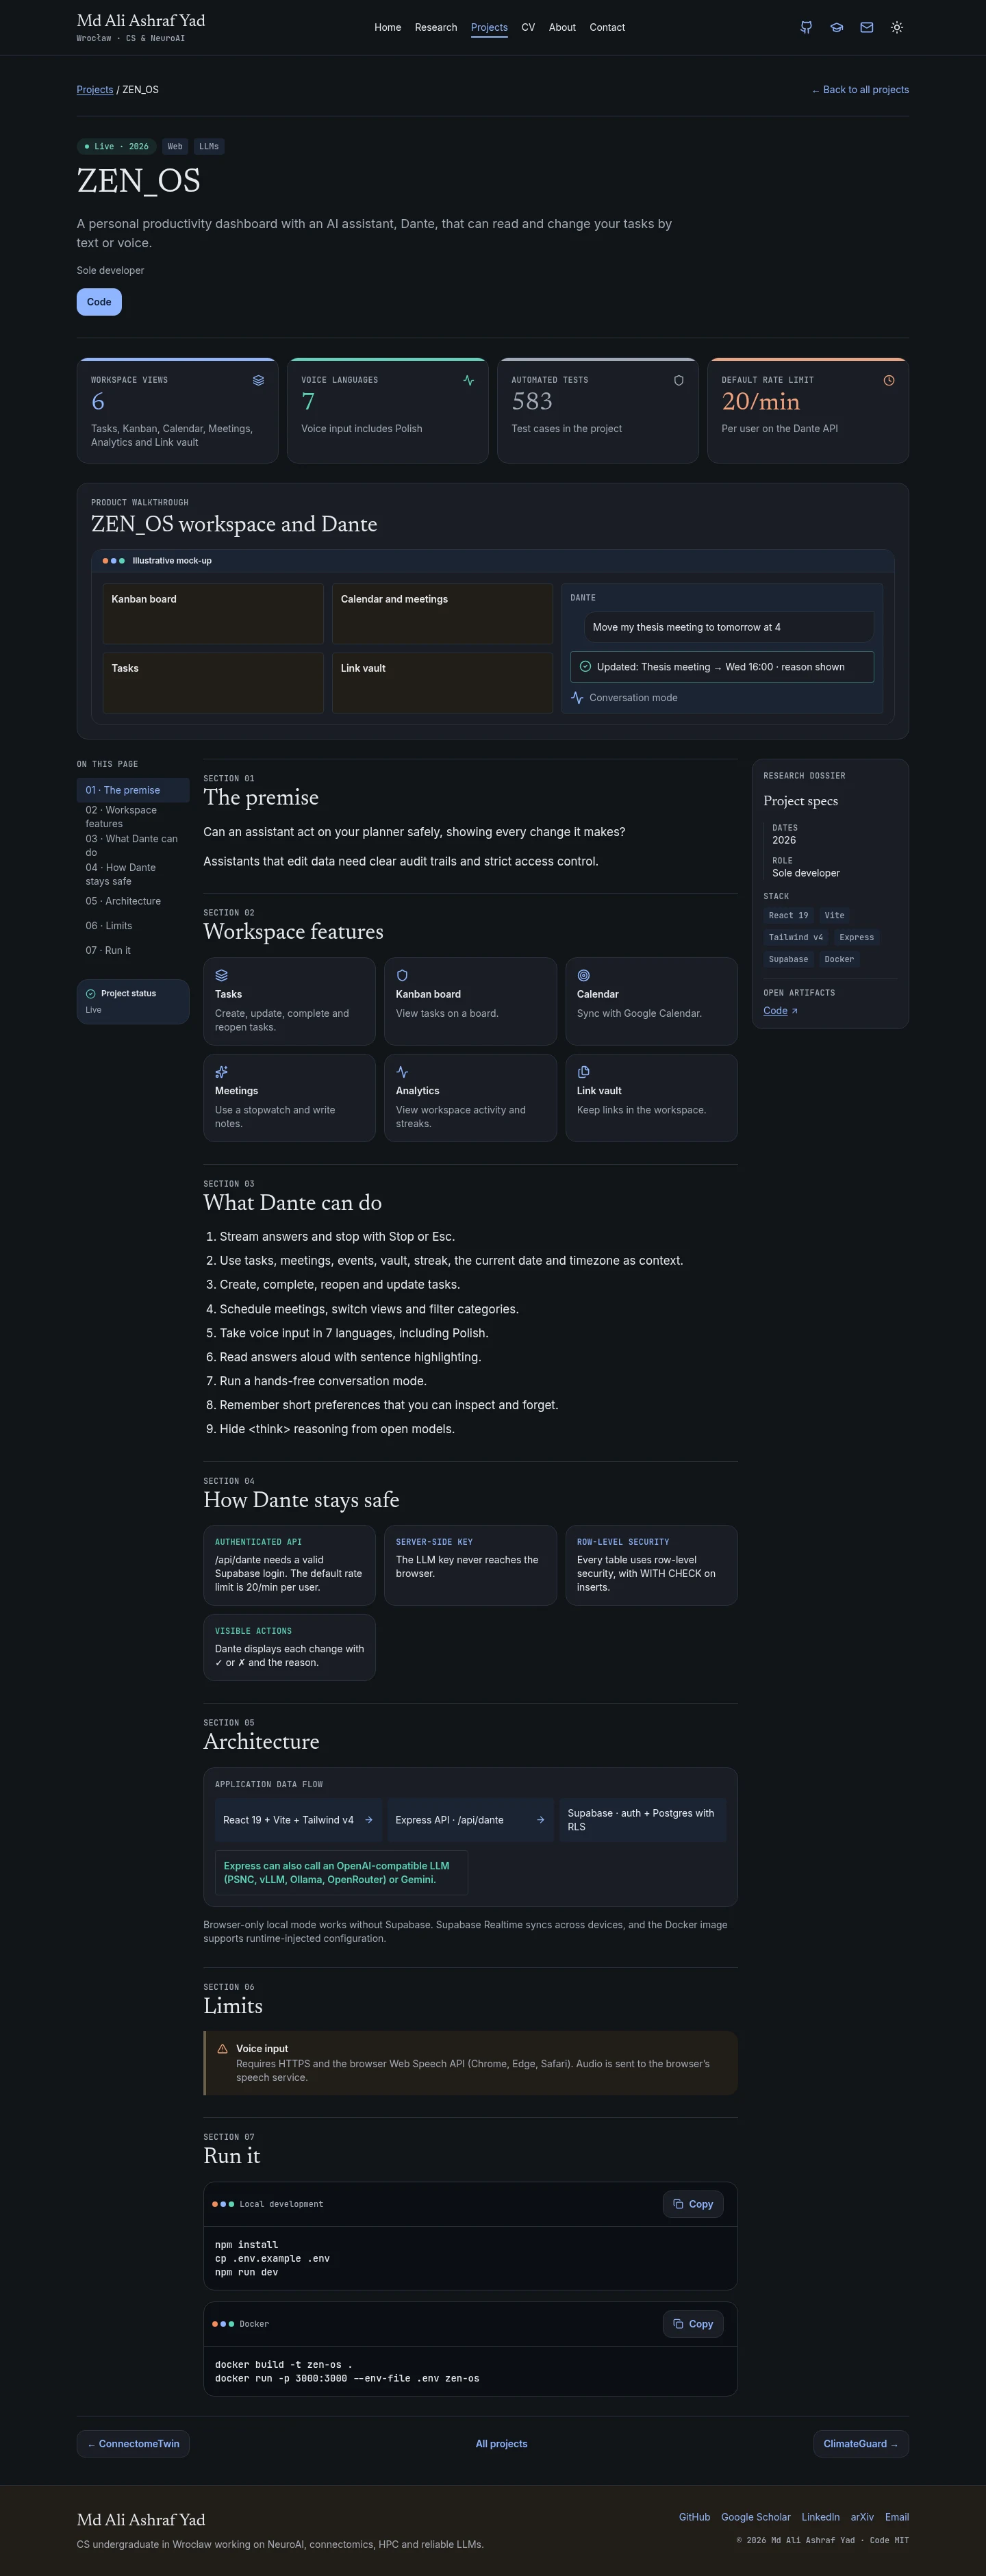 Md Ali Ashraf Yad
Wrocław · CS & NeuroAI
Home Research Projects CV About Contact
Projects / ZEN_OS
← Back to all projects
Live · 2026 Web LLMs
ZEN_OS
A personal productivity dashboard with an AI assistant, Dante, that can read and change your tasks by
text or voice.
Sole developer
Code
WORKSPACE VIEWS
6
Tasks, Kanban, Calendar, Meetings,
Analytics and Link vault
VOICE LANGUAGES
7
Voice input includes Polish
AUTOMATED TESTS
583
Test cases in the project
DEFAULT RATE LIMIT
20/min
Per user on the Dante API
PRODUCT WALKTHROUGH
ZEN_OS workspace and Dante
Illustrative mock-up
Kanban board
Calendar and meetings
Tasks
Link vault
DANTE
Move my thesis meeting to tomorrow at 4
Updated: Thesis meeting → Wed 16:00 · reason shown
Conversation mode
ON THIS PAGE
01 · The premise
02 · Workspace
features
03 · What Dante can
do
04 · How Dante
stays safe
05 · Architecture
06 · Limits
07 · Run it
Project status
Live
SECTION 01
The premise
Can an assistant act on your planner safely, showing every change it makes?
Assistants that edit data need clear audit trails and strict access control.
SECTION 02
Workspace features
Tasks
Create, update, complete and
reopen tasks.
Kanban board
View tasks on a board.
Calendar
Sync with Google Calendar.
Meetings
Use a stopwatch and write
notes.
Analytics
View workspace activity and
streaks.
Link vault
Keep links in the workspace.
SECTION 03
What Dante can do
1. Stream answers and stop with Stop or Esc.
2. Use tasks, meetings, events, vault, streak, the current date and timezone as context.
3. Create, complete, reopen and update tasks.
4. Schedule meetings, switch views and filter categories.
5. Take voice input in 7 languages, including Polish.
6. Read answers aloud with sentence highlighting.
7. Run a hands-free conversation mode.
8. Remember short preferences that you can inspect and forget.
9. Hide <think> reasoning from open models.
SECTION 04
How Dante stays safe
AUTHENTICATED API
/api/dante needs a valid
Supabase login. The default rate
limit is 20/min per user.
SERVER-SIDE KEY
The LLM key never reaches the
browser.
ROW-LEVEL SECURITY
Every table uses row-level
security, with WITH CHECK on
inserts.
VISIBLE ACTIONS
Dante displays each change with
✓ or ✗ and the reason.
SECTION 05
Architecture
APPLICATION DATA FLOW
React 19 + Vite + Tailwind v4 →
Express API · /api/dante →
Supabase · auth + Postgres with
RLS
Express can also call an OpenAI-compatible LLM
(PSNC, vLLM, Ollama, OpenRouter) or Gemini.
Browser-only local mode works without Supabase. Supabase Realtime syncs across devices, and the Docker image
supports runtime-injected configuration.
SECTION 06
Limits
Voice input
Requires HTTPS and the browser Web Speech API (Chrome, Edge, Safari). Audio is sent to the browser's
speech service.
SECTION 07
Run it
Local development
Copy
npm install
cp .env.example .env
npm run dev
Docker
Copy
docker build -t zen-os .
docker run -p 3000:3000 --env-file .env zen-os
RESEARCH DOSSIER
Project specs
DATES
2026
ROLE
Sole developer
STACK
React 19 Vite
Tailwind v4 Express
Supabase Docker
OPEN ARTIFACTS
Code ↗
← ConnectomeTwin
All projects
ClimateGuard →
Md Ali Ashraf Yad
CS undergraduate in Wrocław working on NeuroAI, connectomics, HPC and reliable LLMs.
GitHub Google Scholar LinkedIn arXiv Email
© 2026 Md Ali Ashraf Yad · Code MIT